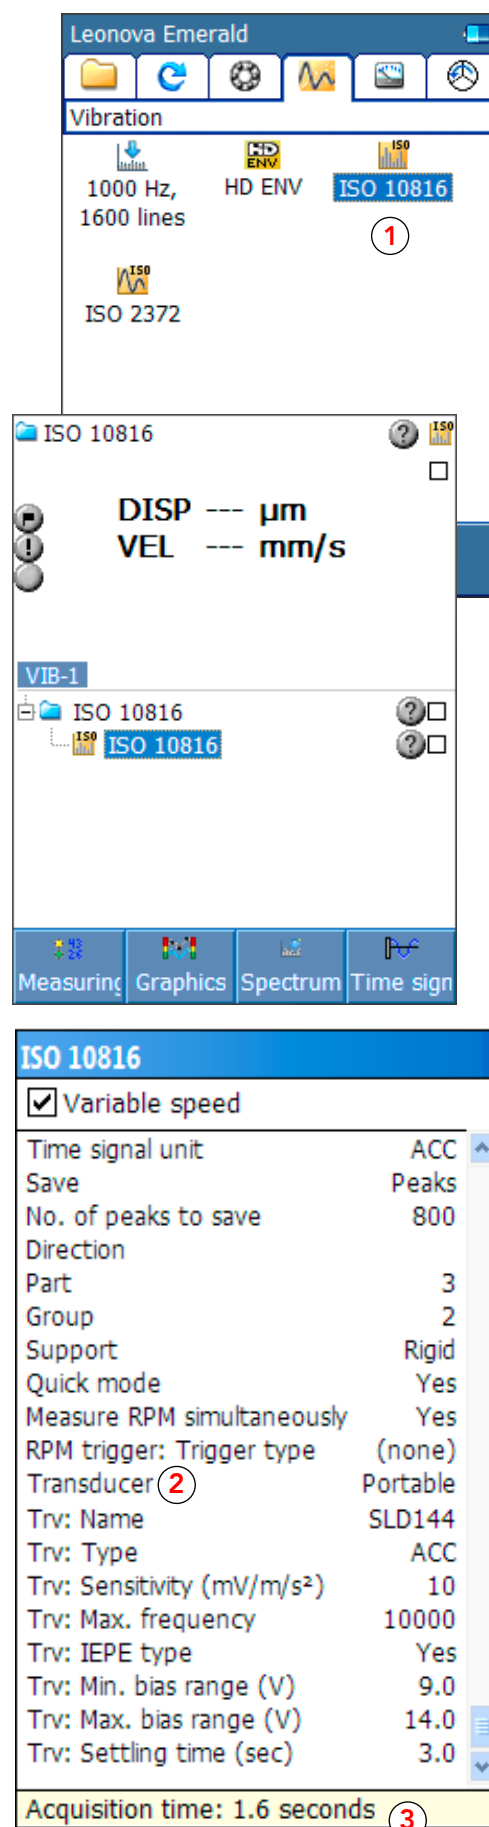 Leonova Emerald
Vibration
HD ENV
ISO
1000 Hz, 1600 lines
HD ENV
ISO 10816
1
ISO
ISO 2372
ISO 10816
ISO
DISP --- µm
VEL --- mm/s
VIB-1
ISO 10816
ISO
ISO 10816
Measuring Graphics Spectrum Time sign
ISO 10816
Variable speed
Time signal unit ACC
Save Peaks
No. of peaks to save 800
Direction
Part 3
Group 2
Support Rigid
Quick mode Yes
Measure RPM simultaneously Yes
RPM trigger: Trigger type (none)
Transducer 2 Portable
Trv: Name SLD144
Trv: Type ACC
Trv: Sensitivity (mV/m/s²) 10
Trv: Max. frequency 10000
Trv: IEPE type Yes
Trv: Min. bias range (V) 9.0
Trv: Max. bias range (V) 14.0
Trv: Settling time (sec) 3.0
Acquisition time: 1.6 seconds 3